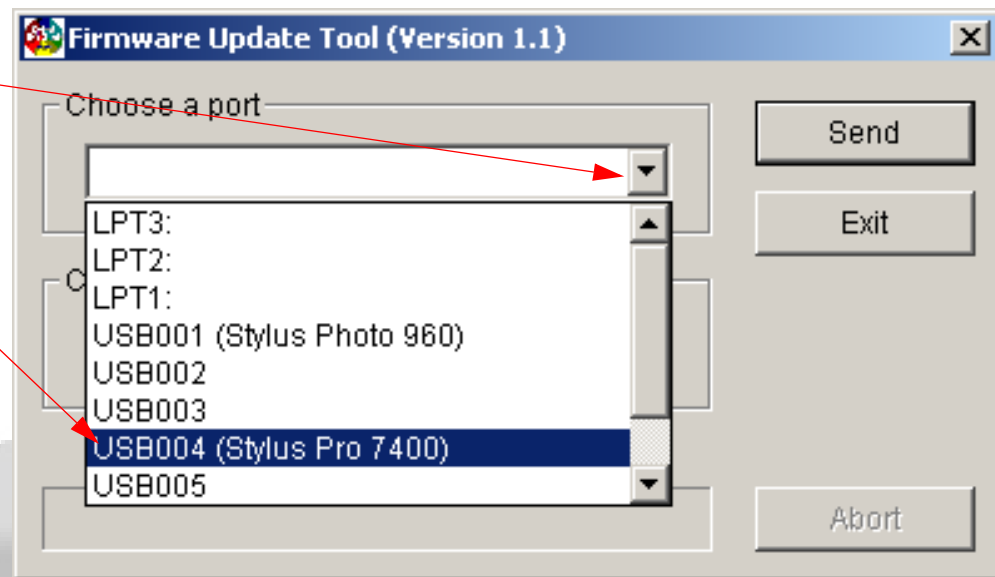 Firmware Update Tool (Version 1.1)
Choose a port
Send
LPT3:
Exit
LPT2:
C
LPT1:
USB001 (Stylus Photo 960)
USB002
USB003
USB004 (Stylus Pro 7400)
USB005
Abort